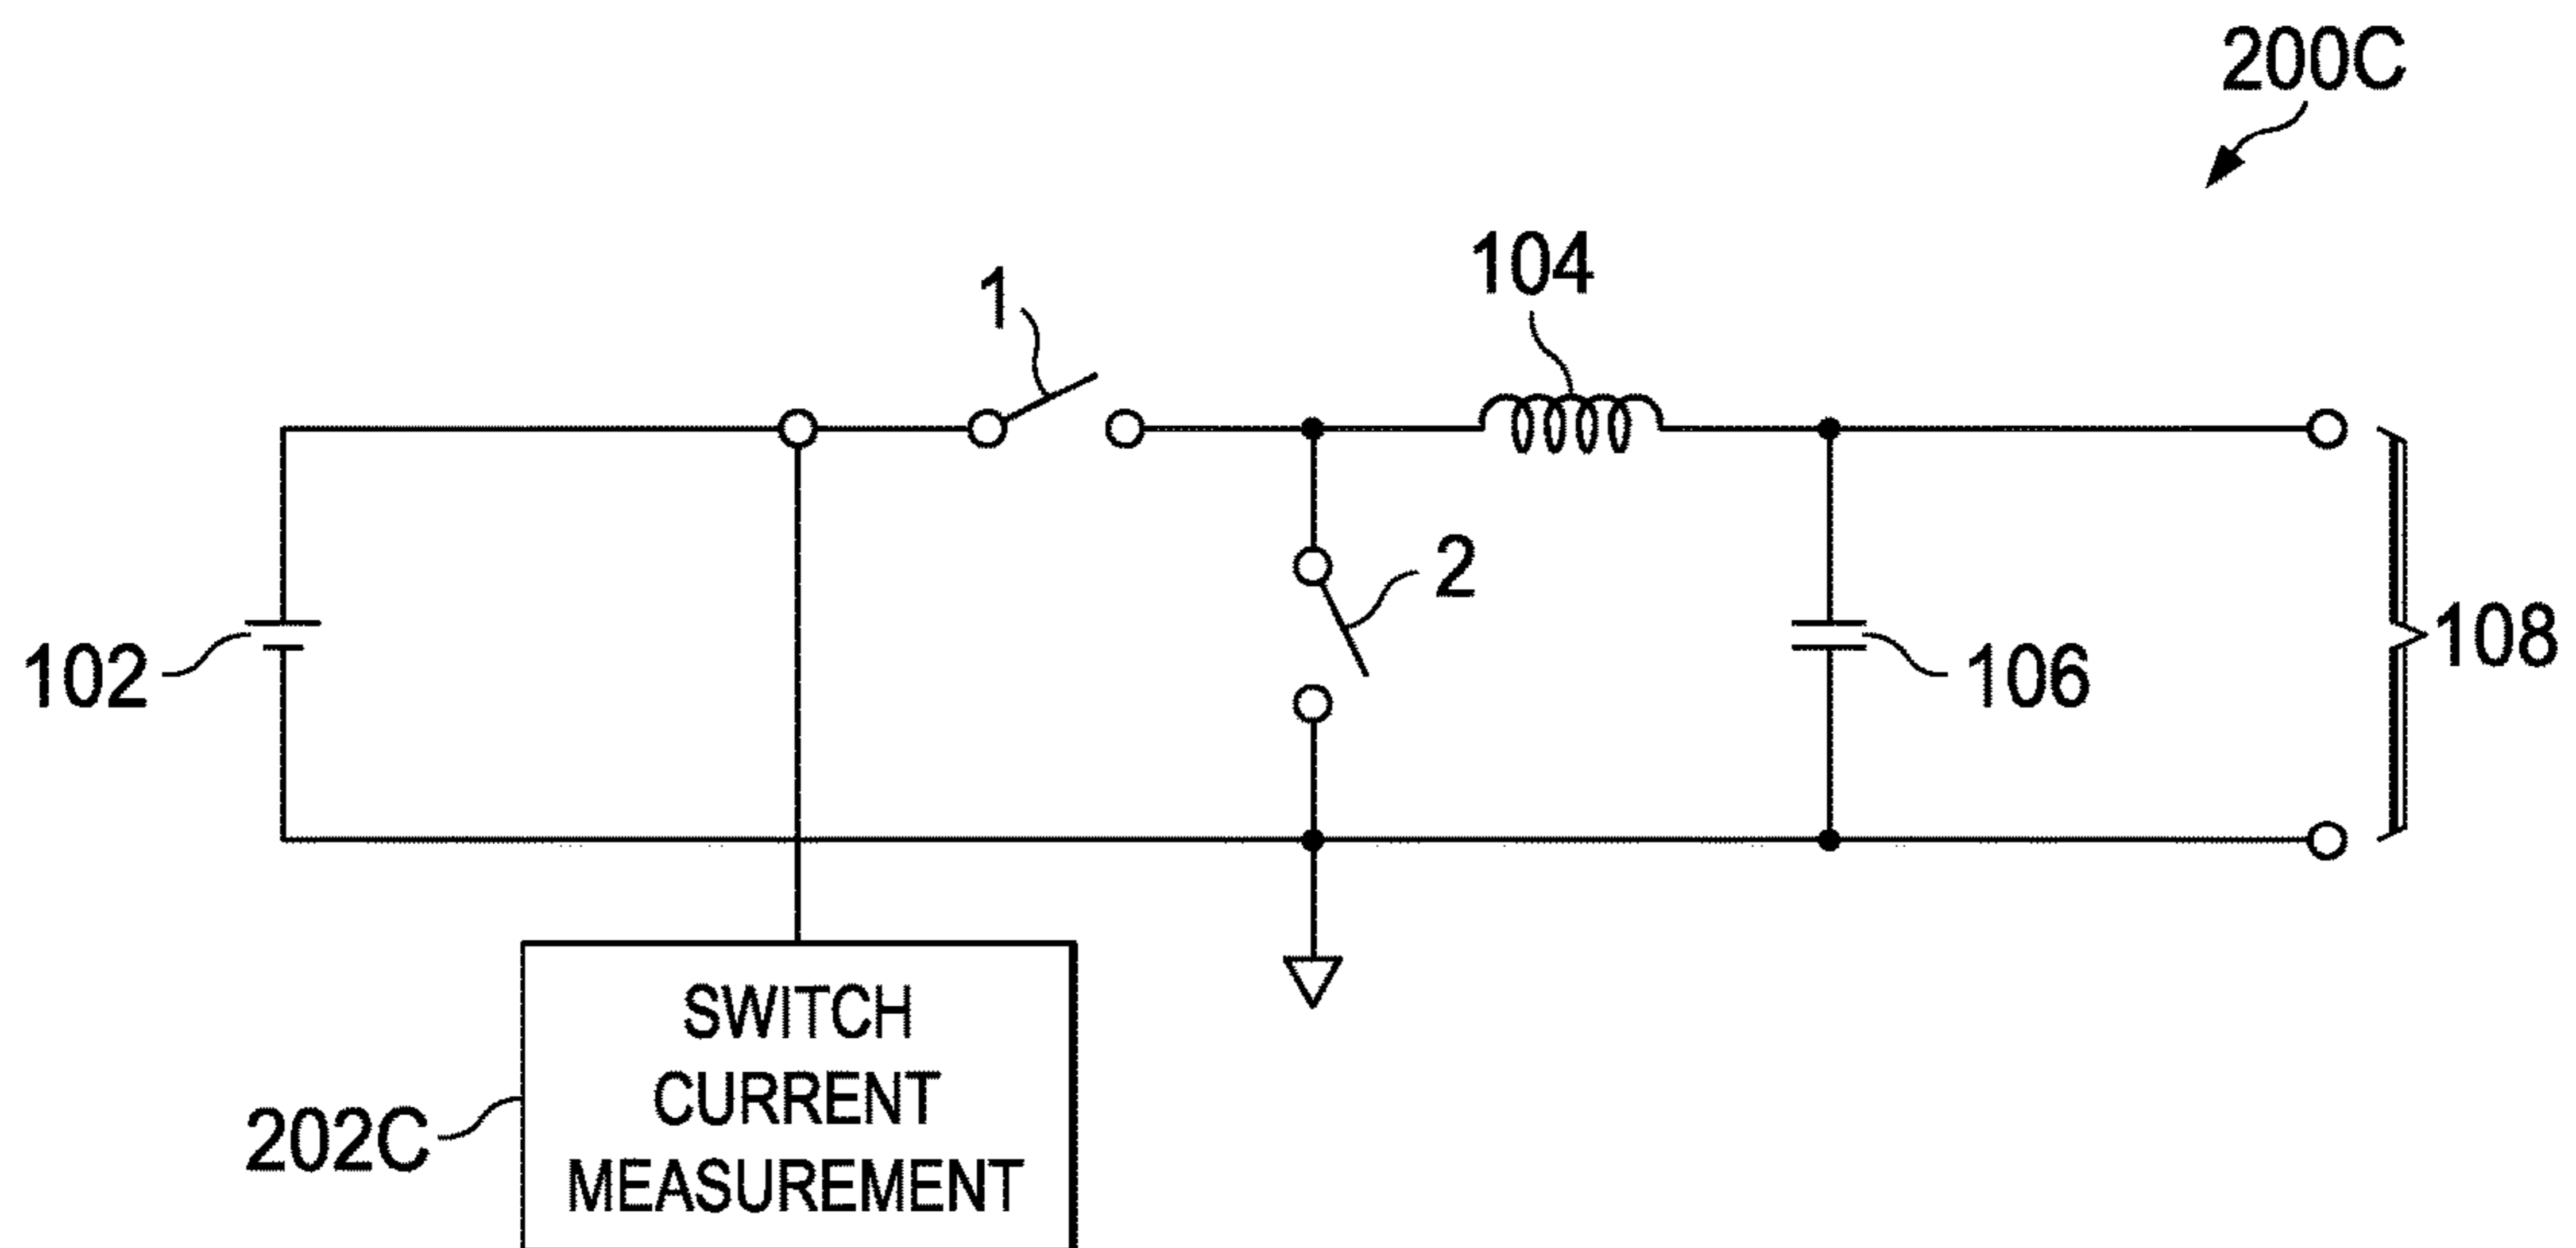 200C
104
1
2
102
106
108
SWITCH
CURRENT
MEASUREMENT
202C